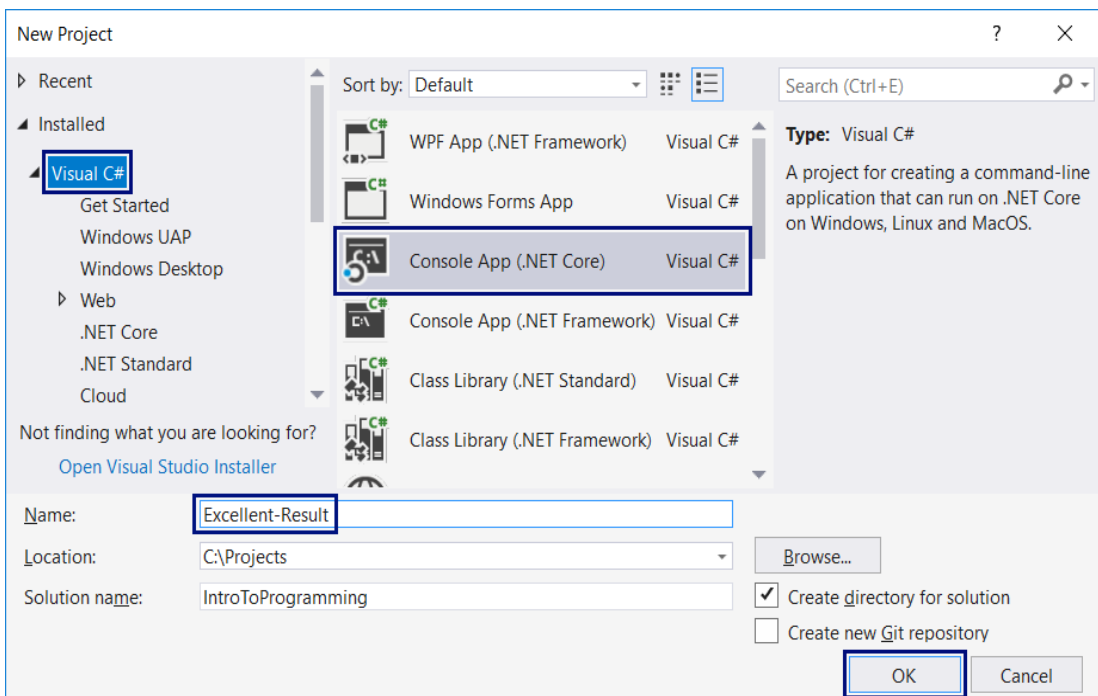 New Project
?
Recent
Installed
Visual C#
Get Started
Windows UAP
Windows Desktop
Web
.NET Core
.NET Standard
Cloud
Not finding what you are looking for?
Open Visual Studio Installer
Sort by: Default
WPF App (.NET Framework) Visual C#
Windows Forms App Visual C#
Console App (.NET Core) Visual C#
Console App (.NET Framework) Visual C#
Class Library (.NET Standard) Visual C#
Class Library (.NET Framework) Visual C#
Search (Ctrl+E)
Type: Visual C#
A project for creating a command-line
application that can run on .NET Core
on Windows, Linux and MacOS.
Name: Excellent-Result
Location: C:\Projects
Browse...
Solution name: IntroToProgramming
Create directory for solution
Create new Git repository
OK
Cancel